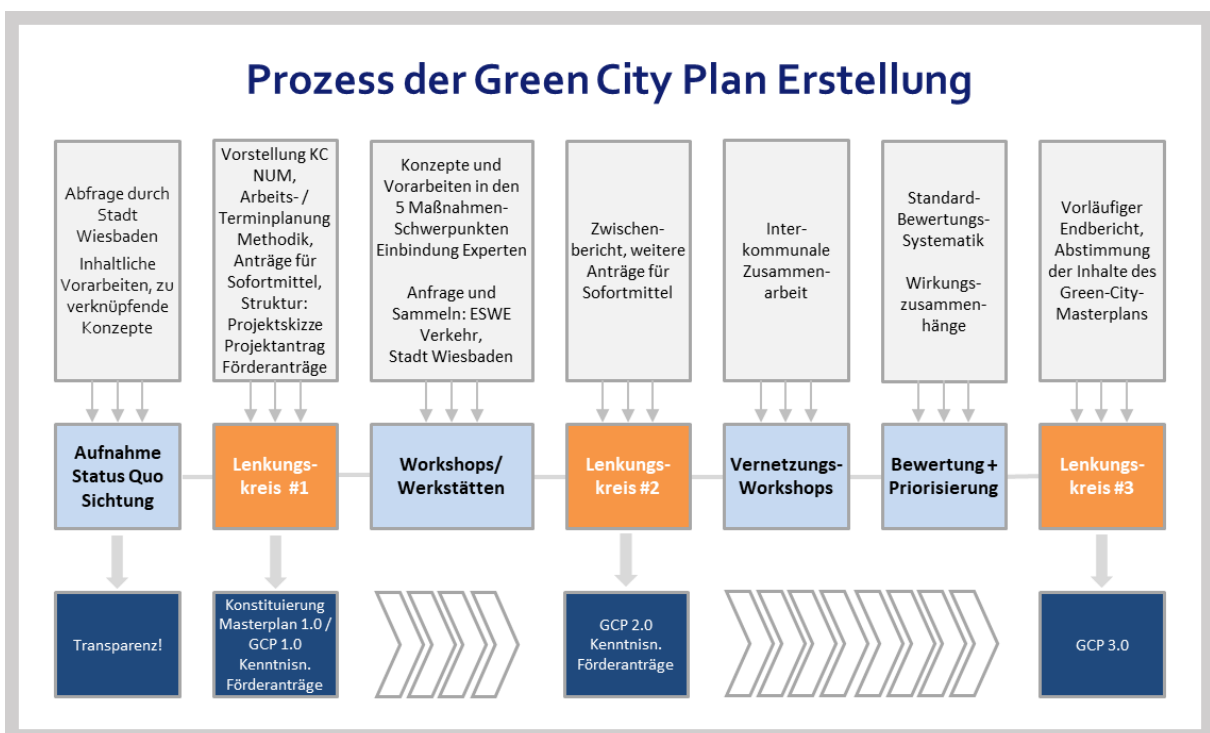 Prozess der Green City Plan Erstellung
Abfrage durch
Stadt
Wiesbaden
Inhaltliche
Vorarbeiten, zu
verknüpfende
Konzepte
Vorstellung KC
NUM,
Arbeits- /
Terminplanung
Methodik,
Anträge für
Sofortmittel,
Struktur:
Projektskizze
Projektantrag
Förderanträge
Konzepte und
Vorarbeiten in den
5 Maßnahmen-
Schwerpunkten
Einbindung Experten
Anfrage und
Sammeln: ESWE
Verkehr,
Stadt Wiesbaden
Zwischen-
bericht, weitere
Anträge für
Sofortmittel
Inter-
kommunale
Zusammen-
arbeit
Standard-
Bewertungs-
Systematik
Wirkungs-
zusammen-
hänge
Vorläufiger
Endbericht,
Abstimmung
der Inhalte des
Green-City-
Masterplans
Aufnahme
Status Quo
Sichtung
Lenkungs-
kreis #1
Workshops/
Werkstätten
Lenkungs-
kreis #2
Vernetzungs-
Workshops
Bewertung +
Priorisierung
Lenkungs-
kreis #3
Transparenz!
Konstituierung
Masterplan 1.0 /
GCP 1.0
Kenntnisn.
Förderanträge
GCP 2.0
Kenntnisn.
Förderanträge
GCP 3.0